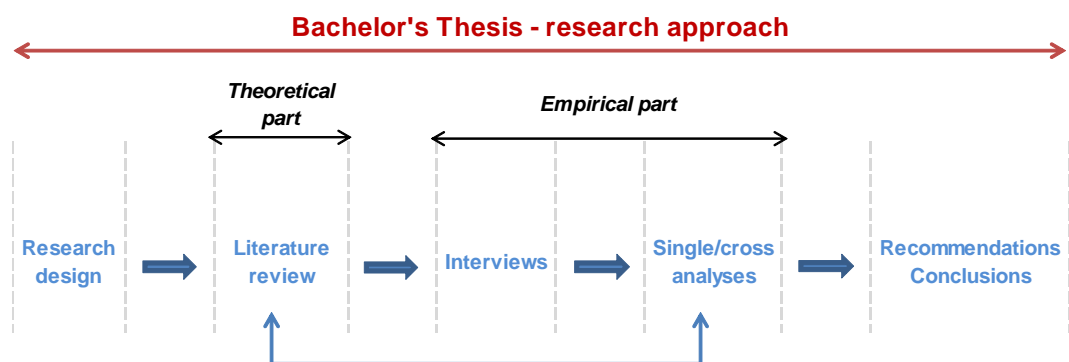 Bachelor's Thesis - research approach
Theoretical
part
Empirical part
Research
design
Literature
review
Interviews
Single/cross
analyses
Recommendations
Conclusions